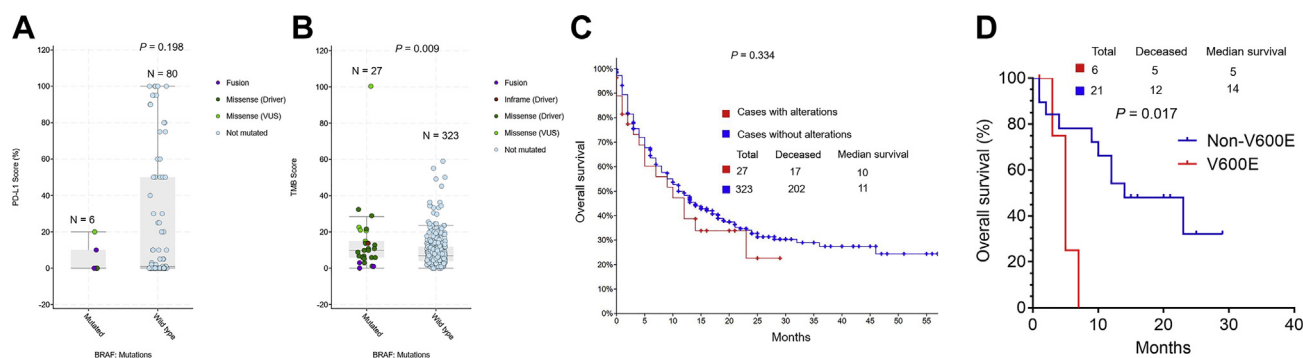 A
P = 0.198
120
100
80
60
40
20
0
-20
PD-L1 Score (%)
N = 6
N = 80
Mutated
Wild type
BRAF: Mutations
Fusion
Missense (Driver)
Missense (VUS)
Not mutated
B
P = 0.009
120
100
80
60
40
20
0
-20
TMB Score
N = 27
N = 323
Mutated
Wild type
BRAF: Mutations
Fusion
Inframe (Driver)
Missense (Driver)
Missense (VUS)
Not mutated
C
P = 0.334
100%
90%
80%
70%
60%
50%
40%
30%
20%
10%
0%
Overall survival
Cases with alterations
Cases without alterations
Total Deceased Median survival
27 17 10
323 202 11
0 5 10 15 20 25 30 35 40 45 50 55
Months
D
Total Deceased Median survival
6 5 5
21 12 14
P = 0.017
Non-V600E
V600E
100
80
60
40
20
0
Overall survival (%)
0 10 20 30 40
Months